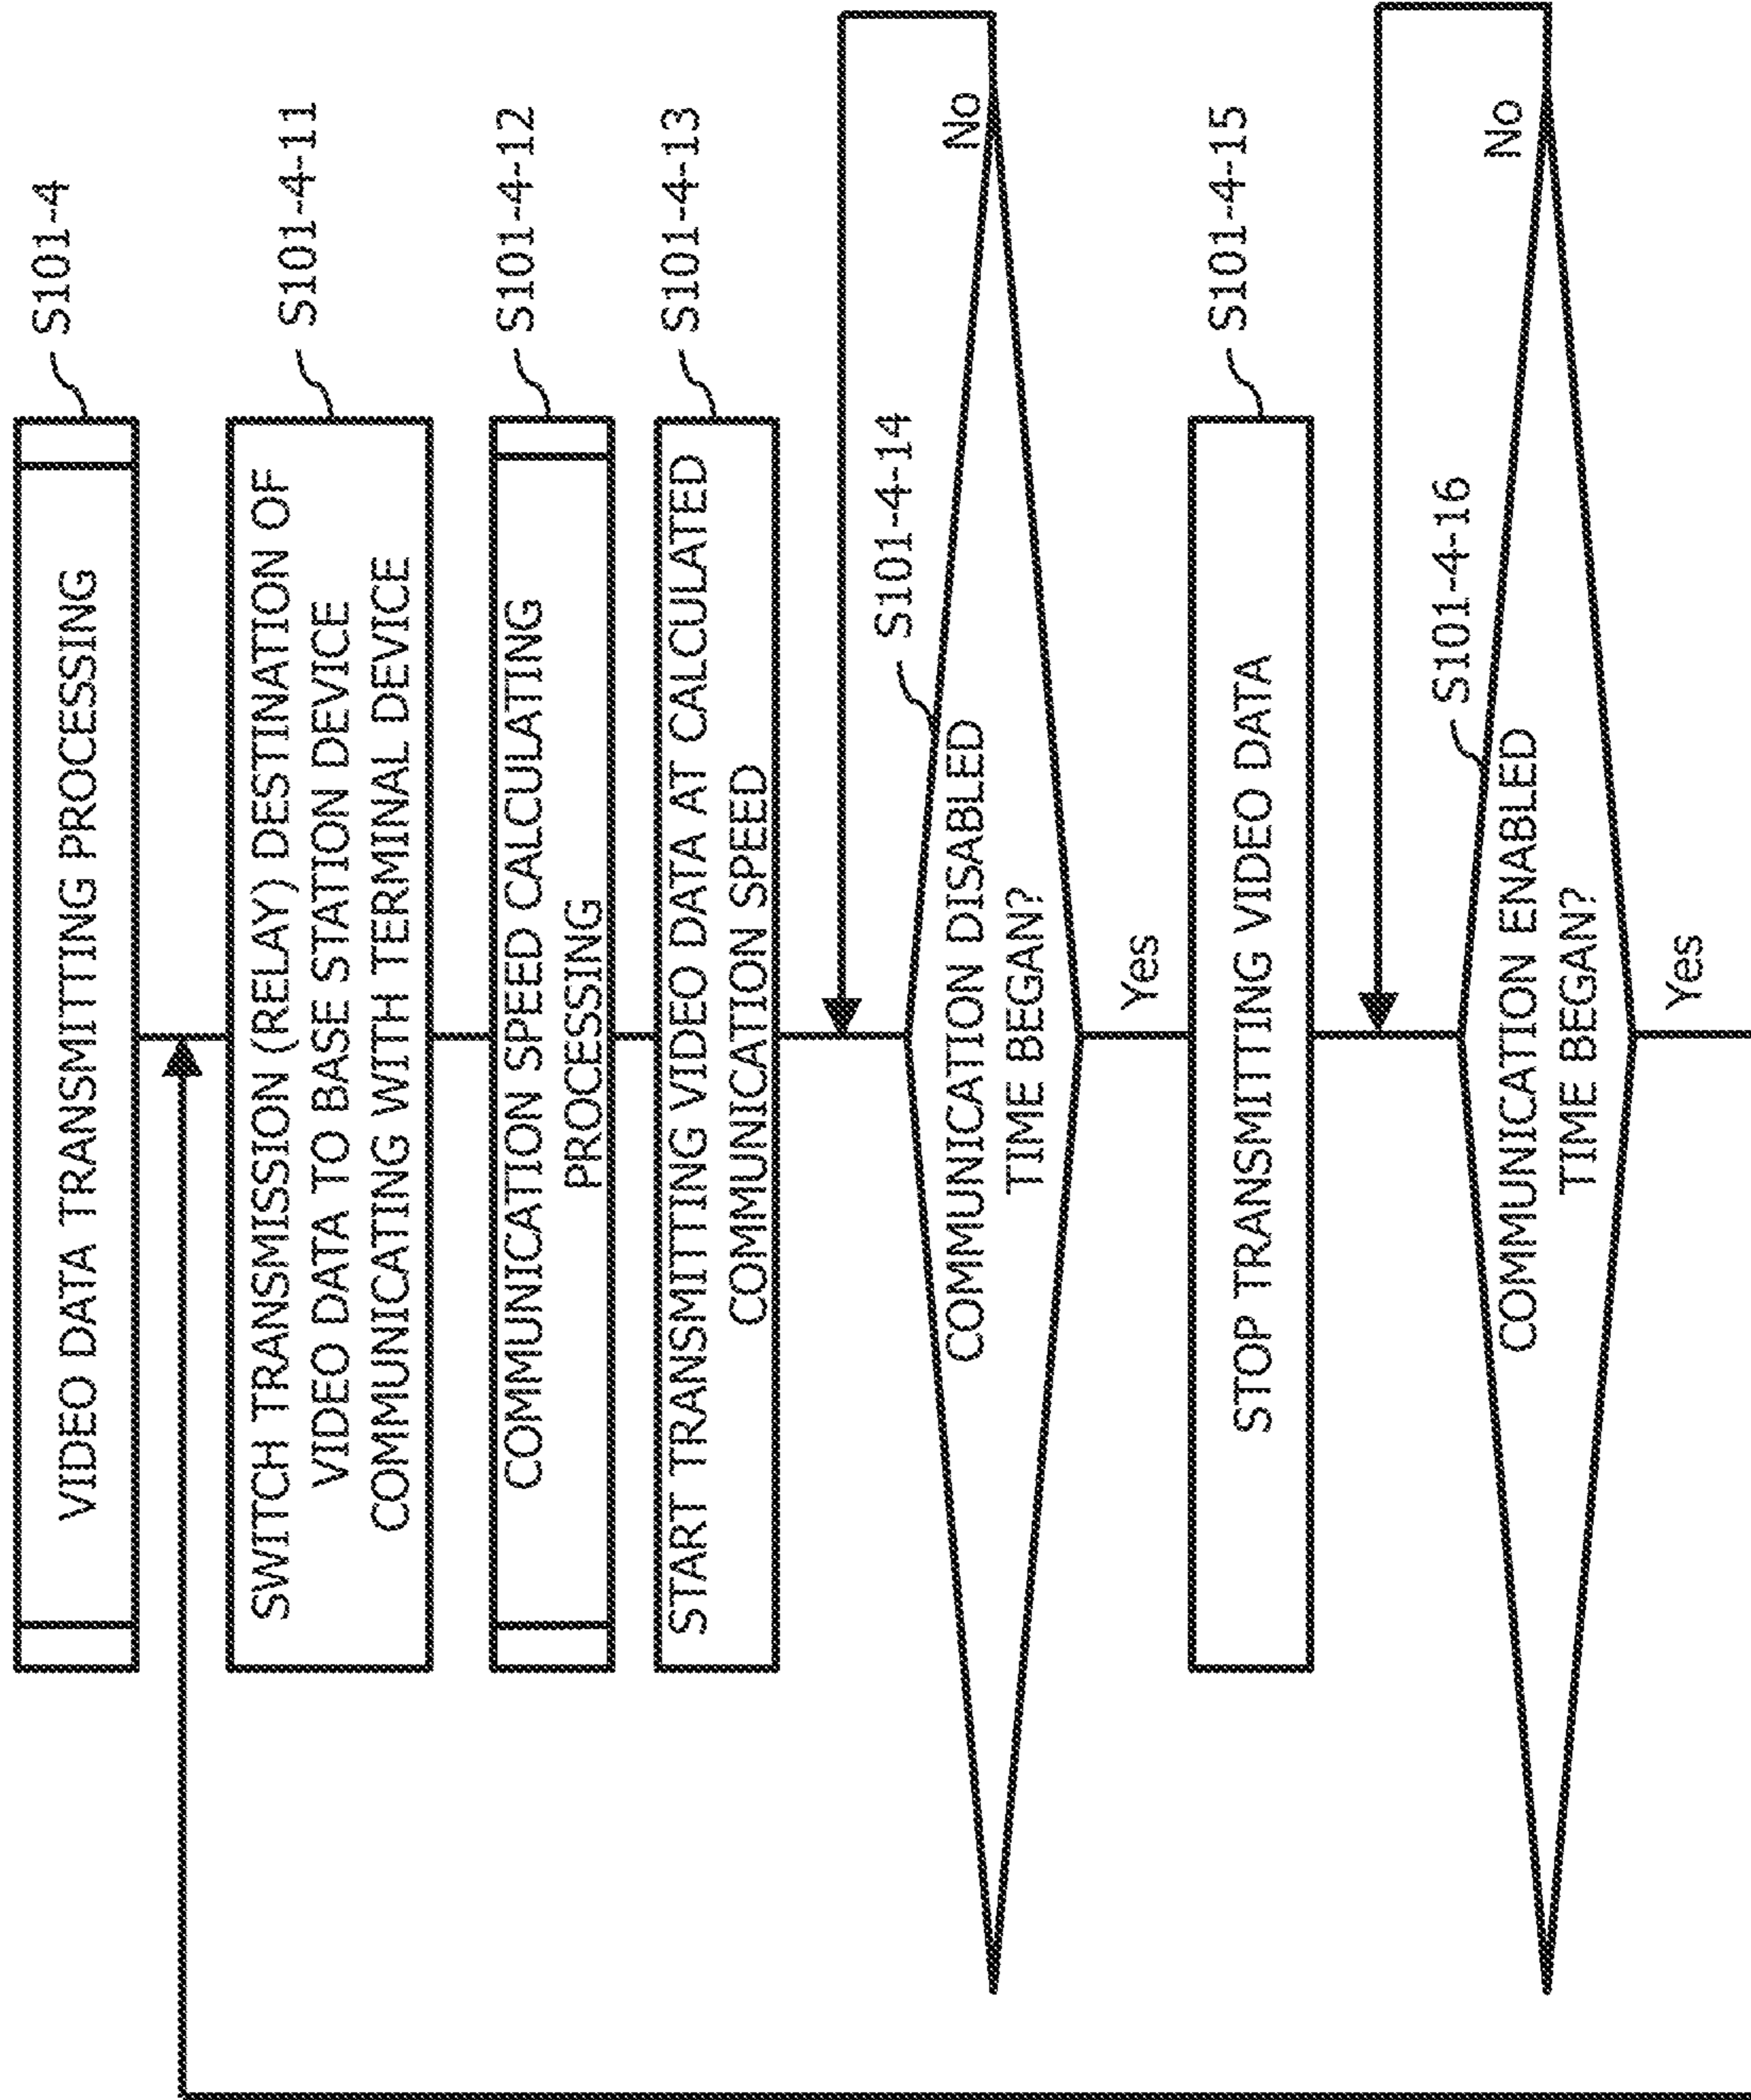 VIDEO DATA TRANSMITTING PROCESSING
S101-4
SWITCH TRANSMISSION (RELAY) DESTINATION OF
VIDEO DATA TO BASE STATION DEVICE
COMMUNICATING WITH TERMINAL DEVICE
S101-4-11
COMMUNICATION SPEED CALCULATING
PROCESSING
S101-4-12
START TRANSMITTING VIDEO DATA AT CALCULATED
COMMUNICATION SPEED
S101-4-13
S101-4-14
COMMUNICATION DISABLED
TIME BEGAN?
No
Yes
STOP TRANSMITTING VIDEO DATA
S101-4-15
S101-4-16
COMMUNICATION ENABLED
TIME BEGAN?
No
Yes